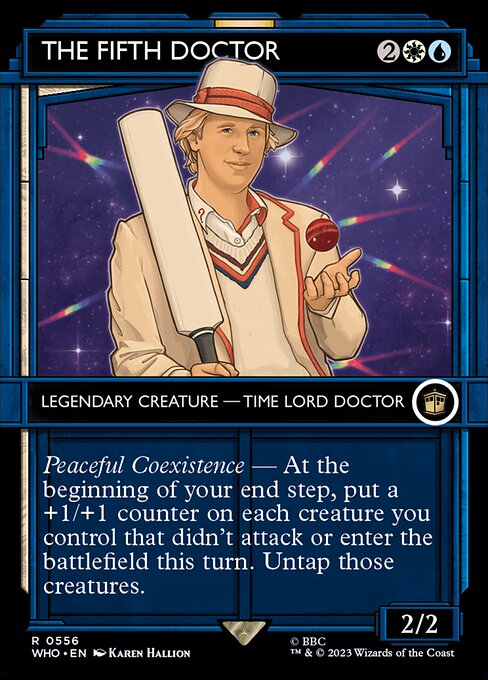 THE FIFTH DOCTOR 2
LEGENDARY CREATURE — TIME LORD DOCTOR
Peaceful Coexistence — At the
beginning of your end step, put a
+1/+1 counter on each creature you
control that didn't attack or enter the
battlefield this turn. Untap those
creatures.
2/2
R 0556
WHO • EN Karen Hallion
© BBC
™ & © 2023 Wizards of the Coast